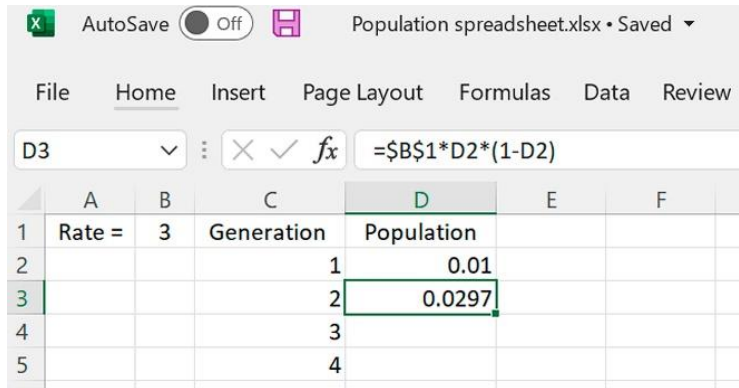 X AutoSave Off Population spreadsheet.xlsx • Saved
File Home Insert Page Layout Formulas Data Review
D3 fx =$B$1*D2*(1-D2)
A B C D E F
1 Rate = 3 Generation Population
2 1 0.01
3 2 0.0297
4 3
5 4